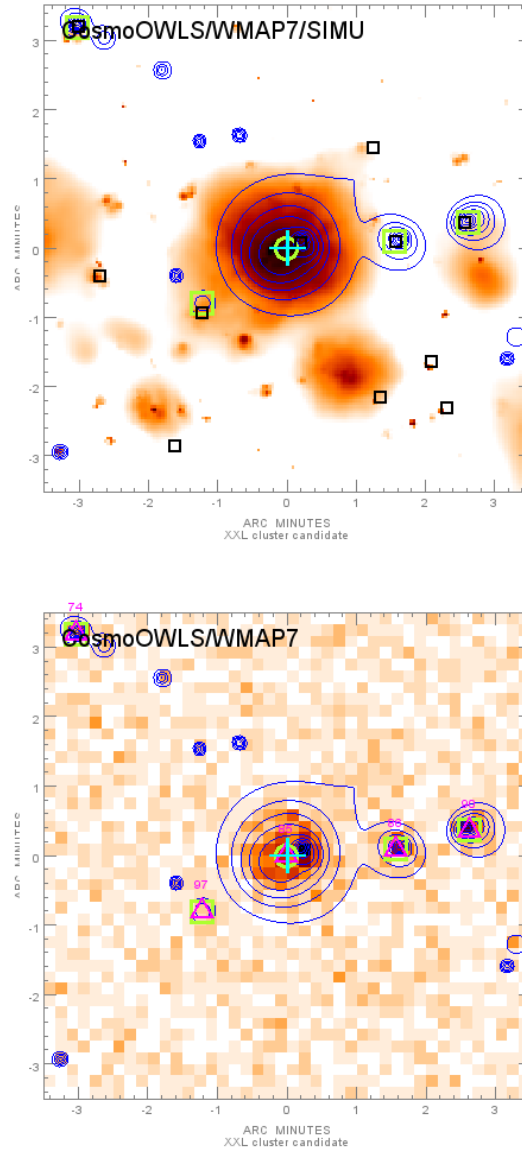 CosmoOWLS/WMAP7/SIMU
3
2
1
0
-1
-2
-3
ARC MINUTES
-3 -2 -1 0 1 2 3
ARC MINUTES
XXL cluster candidate
74
CosmoOWLS/WMAP7
3
2
1
0
-1
-2
-3
ARC MINUTES
97
-3 -2 -1 0 1 2 3
ARC MINUTES
XXL cluster candidate